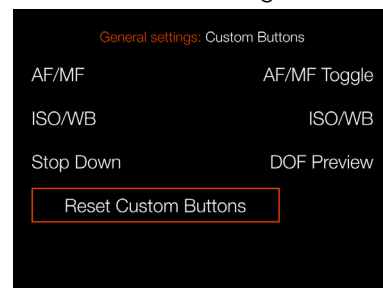 General settings: Custom Buttons
AF/MF AF/MF Toggle
ISO/WB ISO/WB
Stop Down DOF Preview
Reset Custom Buttons